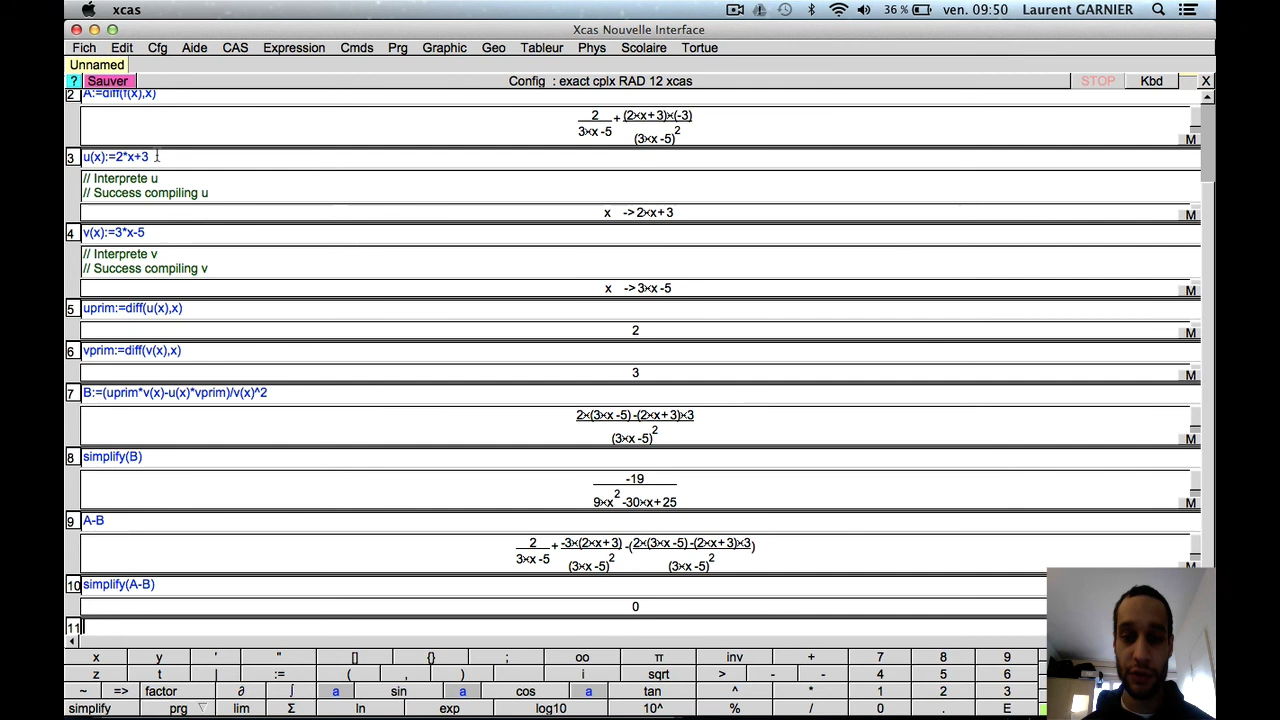 xcas
36 % ven. 09:50 Laurent GARNIER
Xcas Nouvelle Interface
Fich Edit Cfg Aide CAS Expression Cmds Prg Graphic Geo Tableur Phys Scolaire Tortue
Unnamed
? Sauver Config : exact cplx RAD 12 xcas STOP Kbd X
2 A:=diff(f(x),x)
2 (2×x+3)×(-3)
+
3×x-5 (3×x-5)2
M
3 u(x):=2*x+3
// Interprete u
// Success compiling u
x ->2×x+3 M
4 v(x):=3*x-5
// Interprete v
// Success compiling v
x ->3×x-5 M
5 uprim:=diff(u(x),x)
2 M
6 vprim:=diff(v(x),x)
3 M
7 B:=(uprim*v(x)-u(x)*vprim)/v(x)^2
2×(3×x-5)-(2×x+3)×3
(3×x-5)2 M
8 simplify(B)
-19
9×x2-30×x+25 M
9 A-B
2 -3×(2×x+3) 2×(3×x-5)-(2×x+3)×3
+ -( )
3×x-5 (3×x-5)2 (3×x-5)2 M
10 simplify(A-B)
0
11
x y ' " [] {} ; oo π inv + 7 8 9
z t | := ( , ) i sqrt > - - 4 5 6
~ => factor ∂ ∫ a sin a cos a tan ^ * 1 2 3
simplify prg lim Σ ln exp log10 10^ % / 0 . E